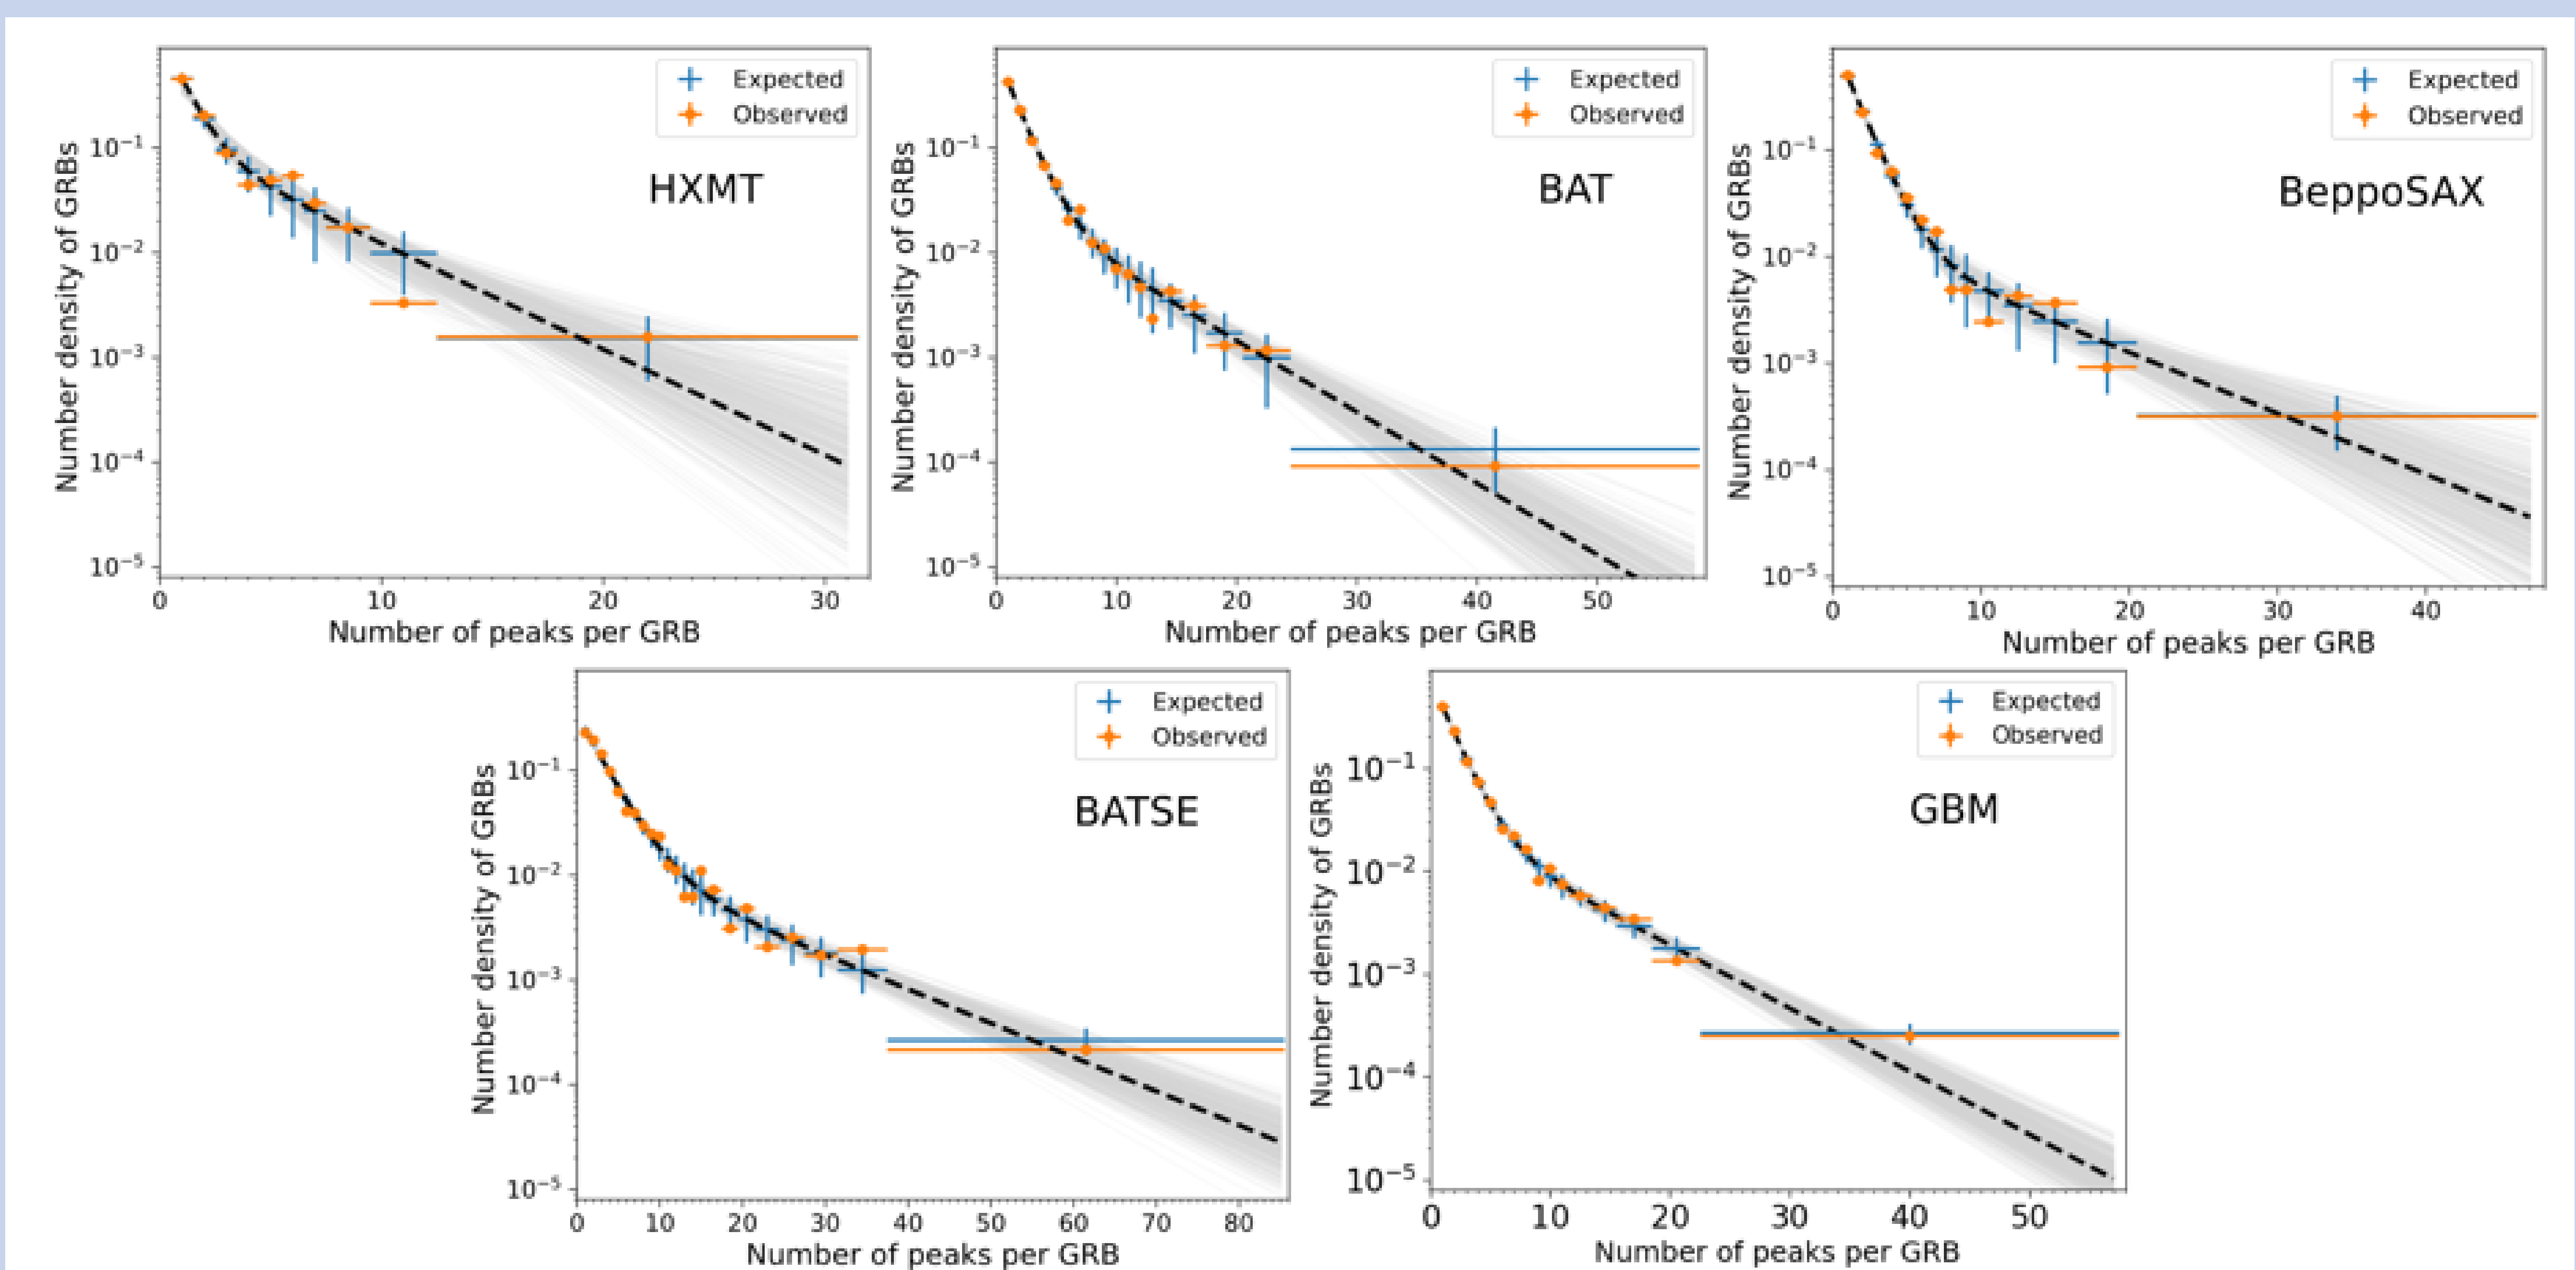 Expected
Observed
HXMT
Number density of GRBs
10⁻¹
10⁻²
10⁻³
10⁻⁴
10⁻⁵
0 10 20 30
Number of peaks per GRB
Expected
Observed
BAT
Number density of GRBs
10⁻¹
10⁻²
10⁻³
10⁻⁴
10⁻⁵
0 10 20 30 40 50
Number of peaks per GRB
Expected
Observed
BeppoSAX
Number density of GRBs
10⁻¹
10⁻²
10⁻³
10⁻⁴
10⁻⁵
0 10 20 30 40
Number of peaks per GRB
Expected
Observed
BATSE
Number density of GRBs
10⁻¹
10⁻²
10⁻³
10⁻⁴
10⁻⁵
0 10 20 30 40 50 60 70 80
Number of peaks per GRB
Expected
Observed
GBM
Number density of GRBs
10⁻¹
10⁻²
10⁻³
10⁻⁴
10⁻⁵
0 10 20 30 40 50
Number of peaks per GRB